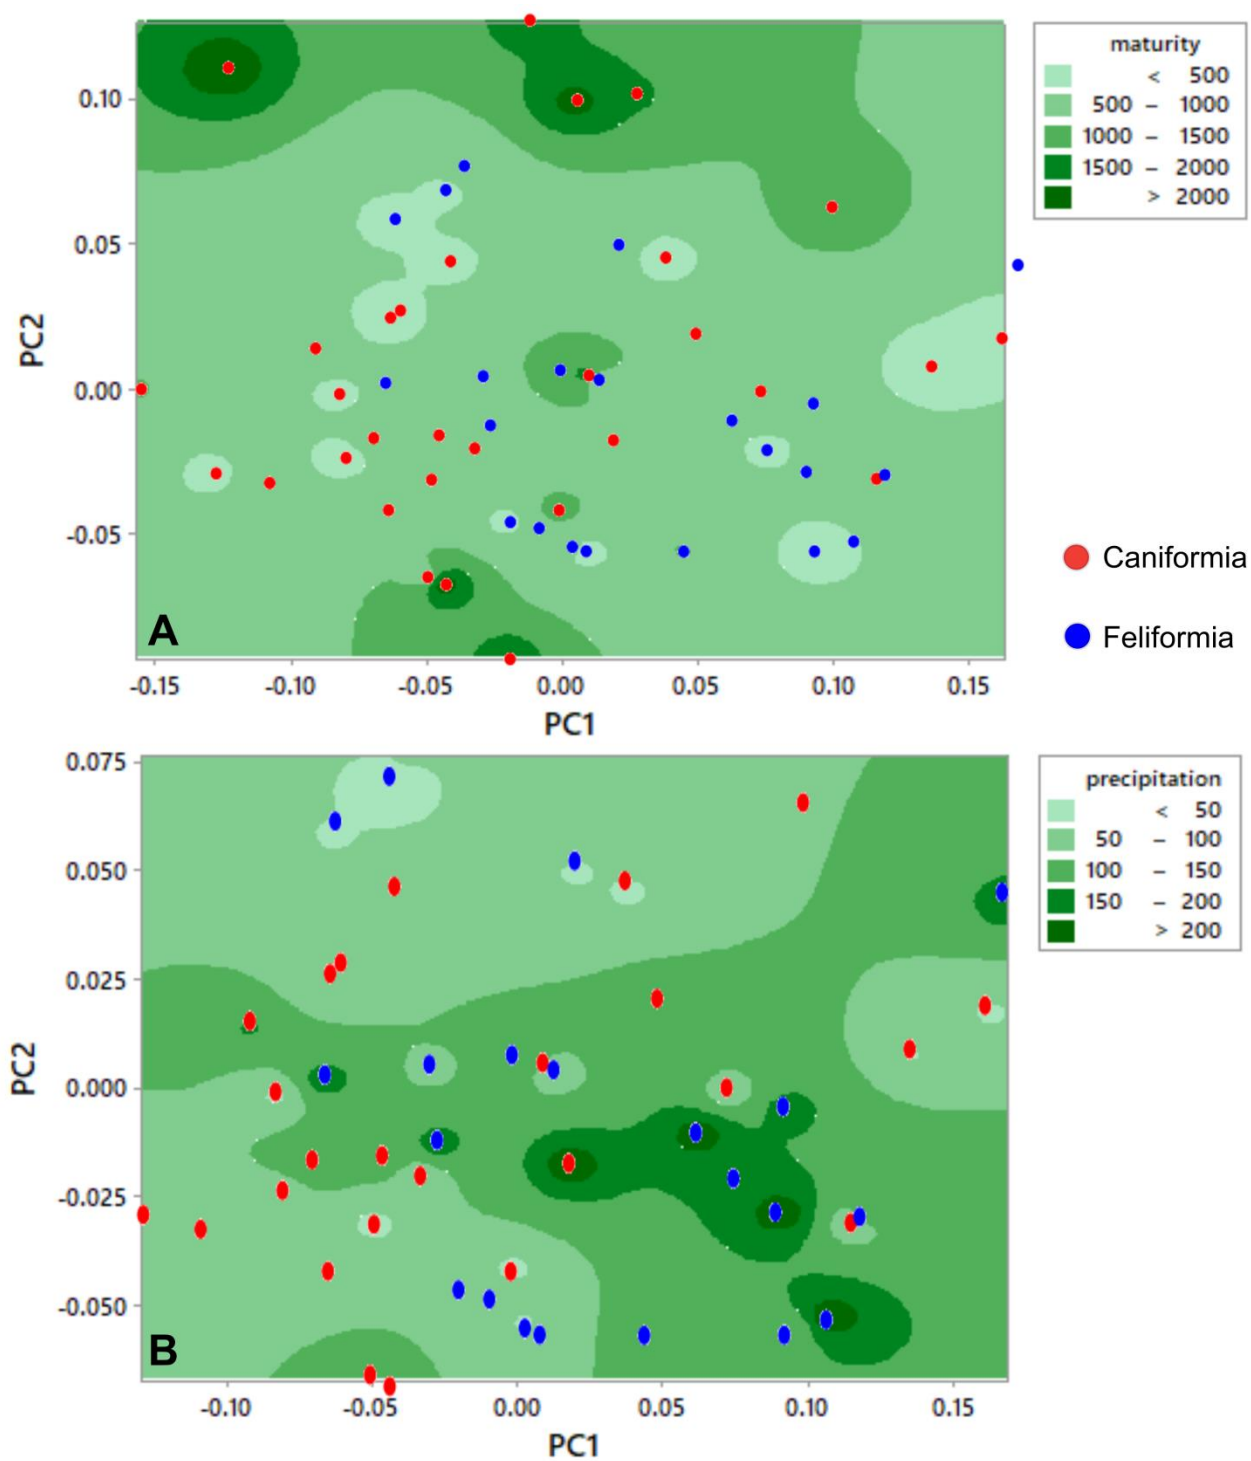 maturity
< 500
500 – 1000
1000 – 1500
1500 – 2000
> 2000
0.10
0.05
0.00
-0.05
PC2
A
-0.15 -0.10 -0.05 0.00 0.05 0.10 0.15
PC1
Caniformia
Feliformia
precipitation
< 50
50 – 100
100 – 150
150 – 200
> 200
0.075
0.050
0.025
0.000
-0.025
-0.050
PC2
B
-0.10 -0.05 0.00 0.05 0.10 0.15
PC1